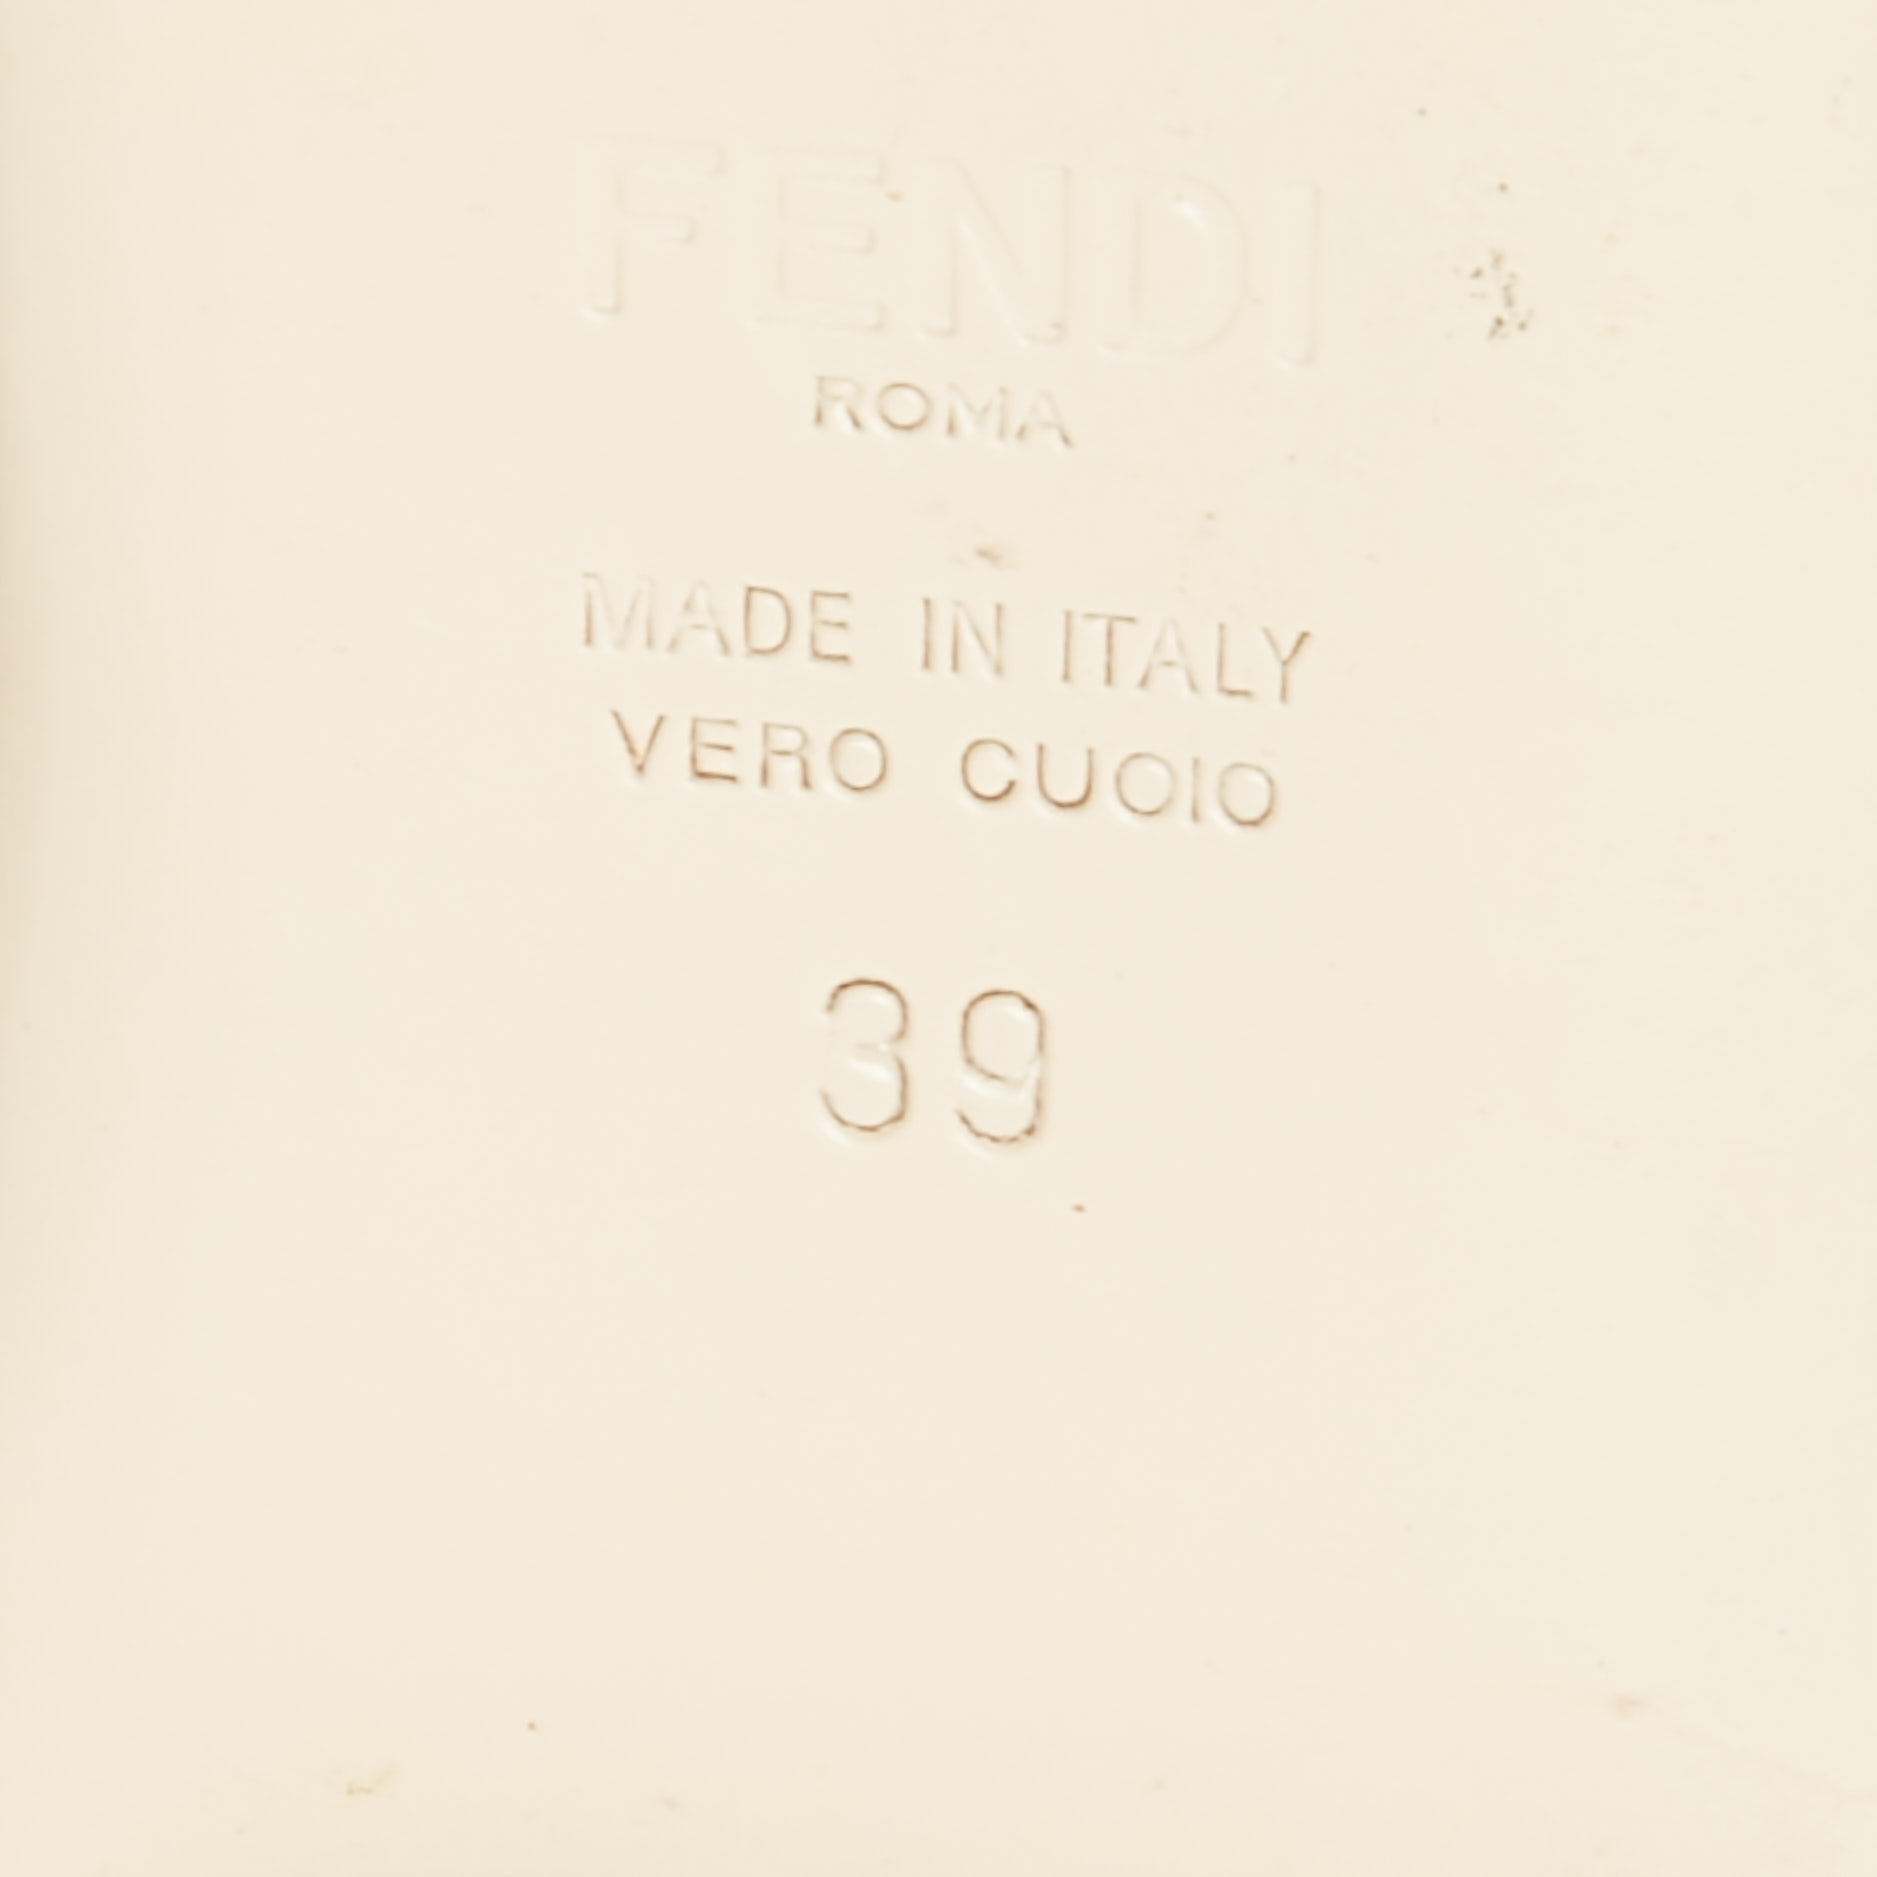 FENDI
ROMA
MADE IN ITALY
VERO CUOIO
39